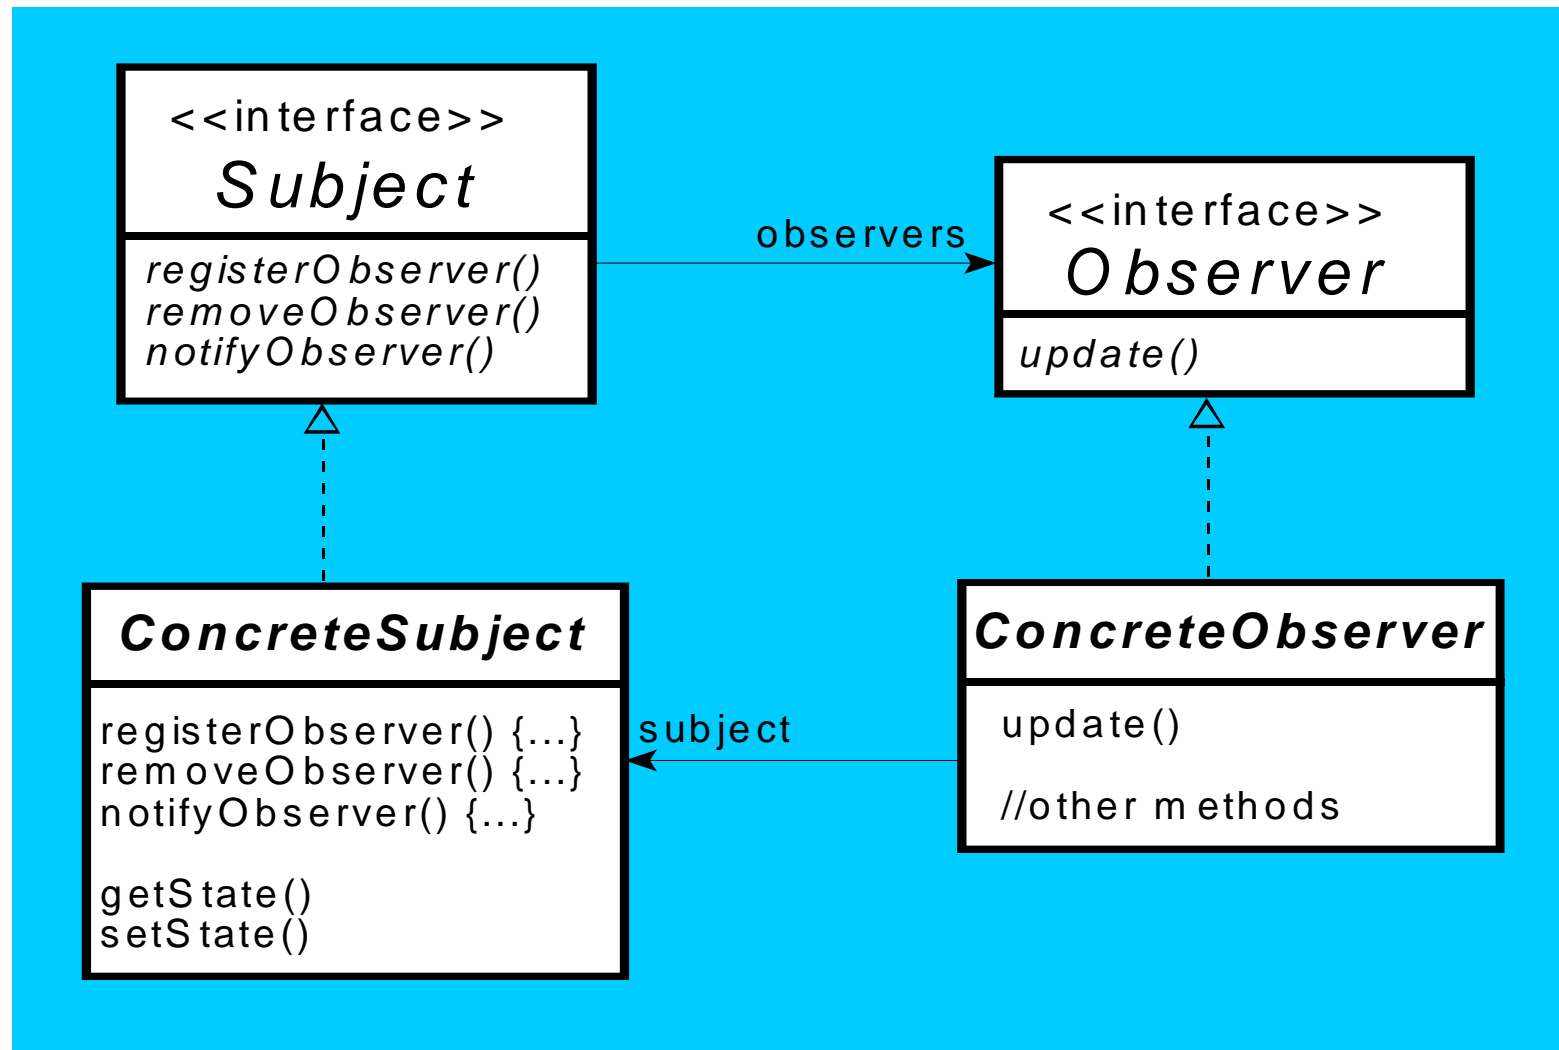 <<interface>>
Subject
registerObserver()
removeObserver()
notifyObserver()
observers
<<interface>>
Observer
update()
ConcreteSubject
registerObserver() {...}
removeObserver() {...}
notifyObserver() {...}
getState()
setState()
subject
ConcreteObserver
update()
//other methods